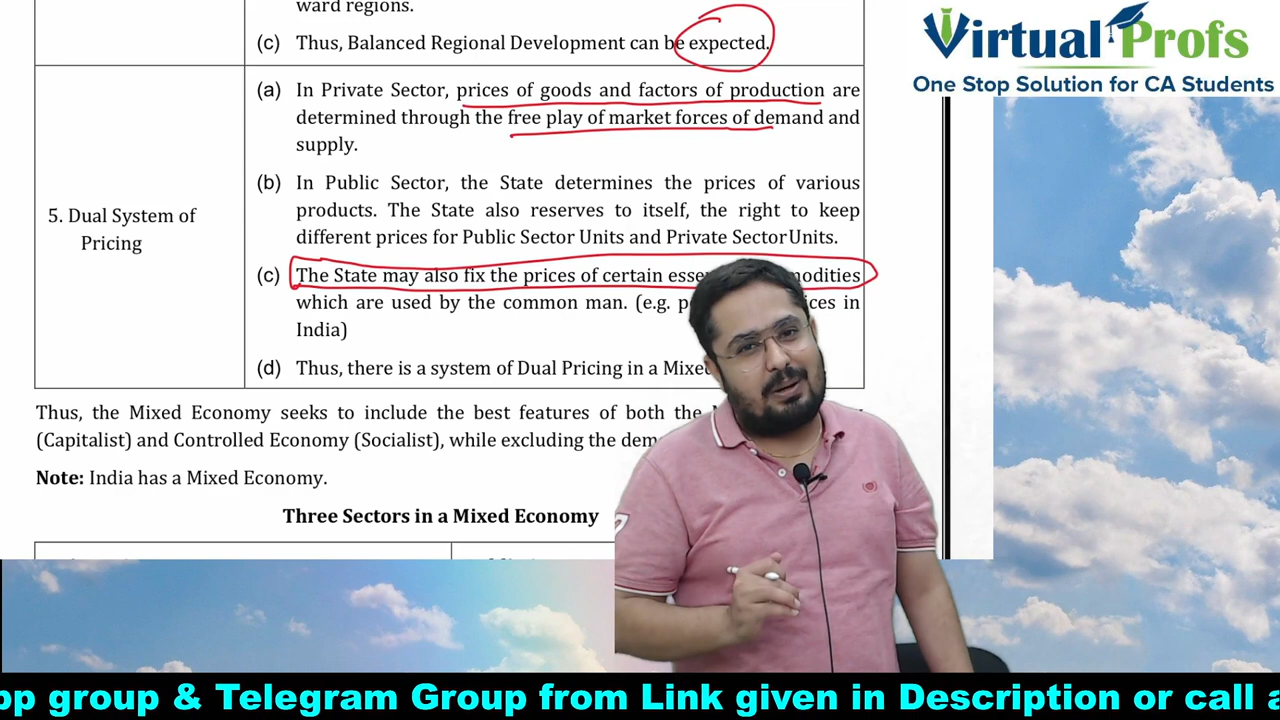 ward regions.
(c) Thus, Balanced Regional Development can be expected.
(a) In Private Sector, prices of goods and factors of production are
determined through the free play of market forces of demand and
supply.
(b) In Public Sector, the State determines the prices of various
products. The State also reserves to itself, the right to keep
different prices for Public Sector Units and Private Sector Units.
5. Dual System of
Pricing
(c) The State may also fix the prices of certain
which are used by the common man. (e.g. in
India)
(d) Thus, there is a system of Dual Pricing in a
Thus, the Mixed Economy seeks to include the best features of both the
(Capitalist) and Controlled Economy (Socialist), while excluding the
Note: India has a Mixed Economy.
Three Sectors in a Mixed Economy
Virtual Profs
One Stop Solution for CA Students
group & Telegram Group from Link given in Description or call